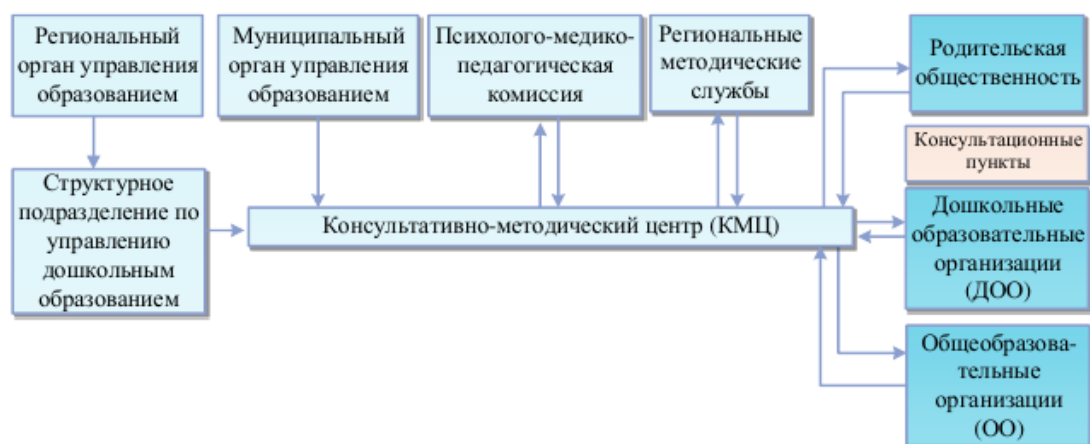 Региональный
орган управления
образованием
Муниципальный
орган управления
образованием
Психолого-медико-
педагогическая
комиссия
Региональные
методические
службы
Родительская
общественность
Консультационные
пункты
Структурное
подразделение по
управлению
дошкольным
образованием
Консультативно-методический центр (КМЦ)
Дошкольные
образовательные
организации
(ДОО)
Общеобразова-
тельные
организации
(ОО)